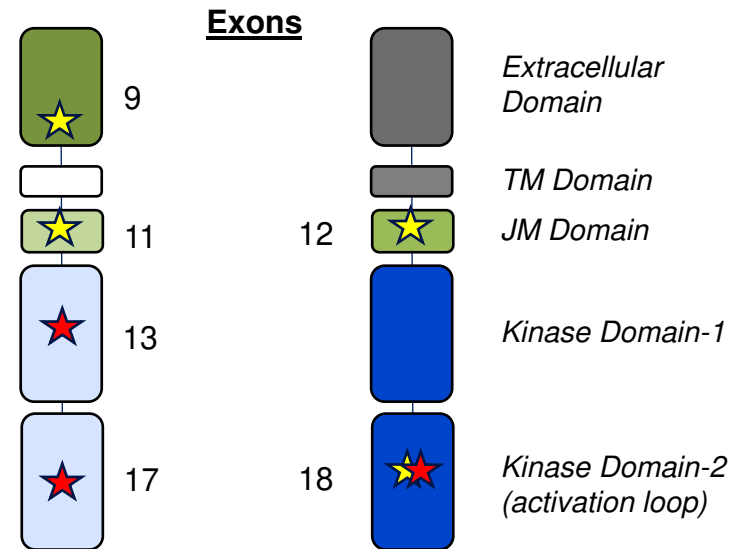 Exons
9
Extracellular
Domain
TM Domain
11
12
JM Domain
13
Kinase Domain-1
17
18
Kinase Domain-2
(activation loop)